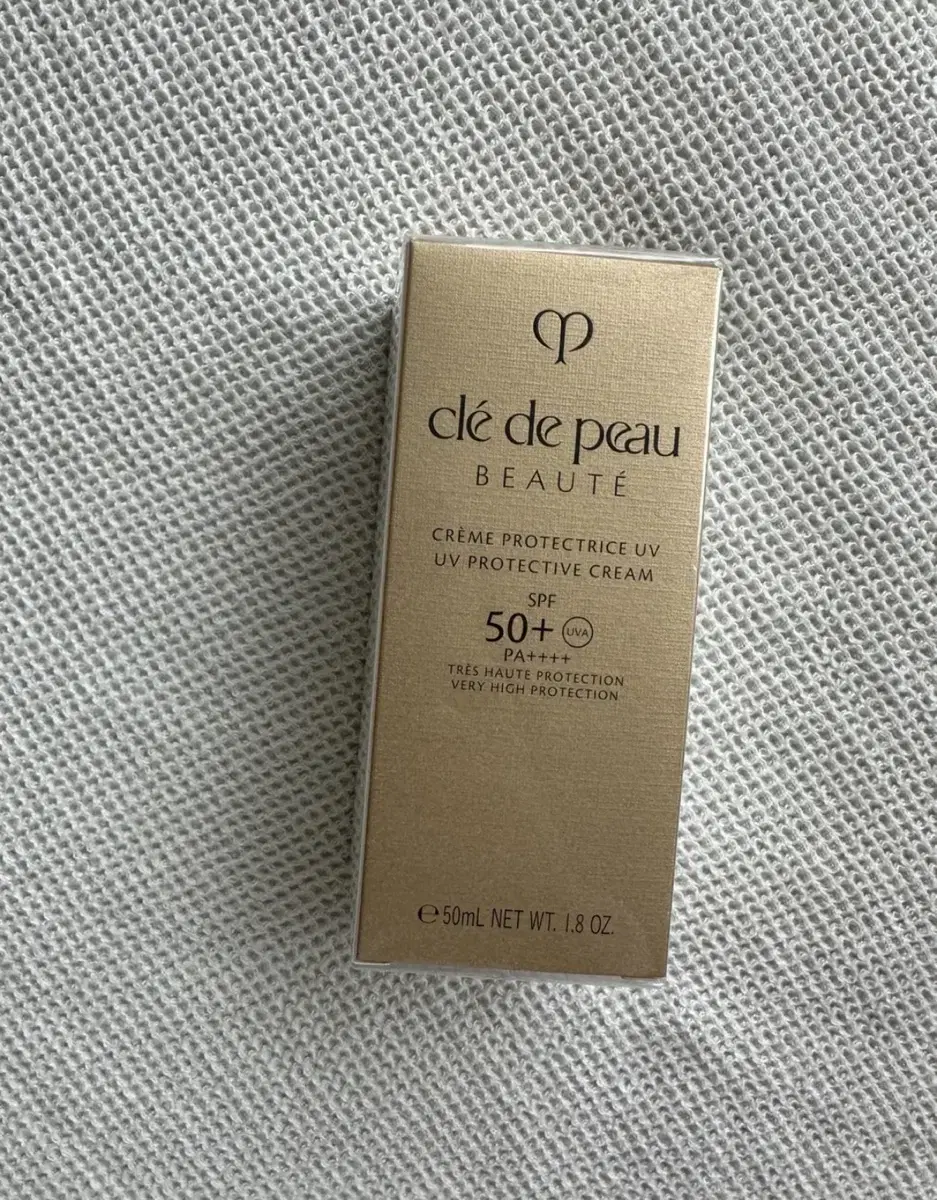 clé de peau
BEAUTÉ
CRÈME PROTECTRICE UV
UV PROTECTIVE CREAM
SPF
50+ UVA
PA++++
TRÈS HAUTE PROTECTION
VERY HIGH PROTECTION
℮50mL NET WT. 1.8 OZ.